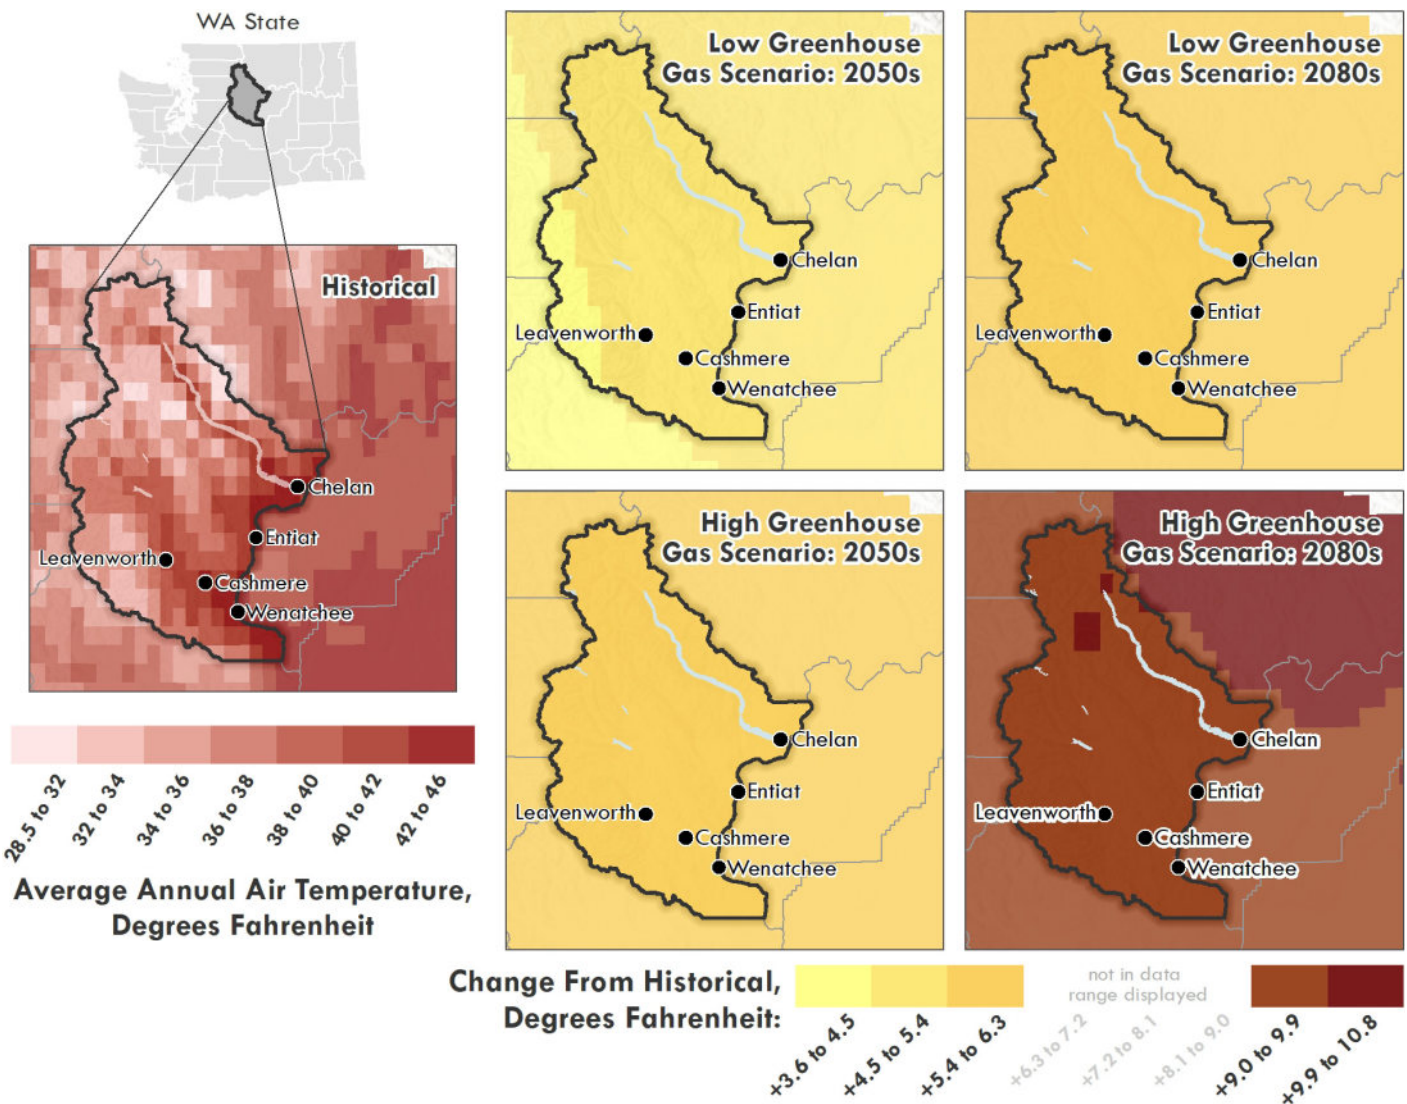 WA State
Historical
Chelan
Entiat
Leavenworth
Cashmere
Wenatchee
28.5 to 32
32 to 34
34 to 36
36 to 38
38 to 40
40 to 42
42 to 46
Average Annual Air Temperature,
Degrees Fahrenheit
Low Greenhouse
Gas Scenario: 2050s
Chelan
Entiat
Leavenworth
Cashmere
Wenatchee
Low Greenhouse
Gas Scenario: 2080s
Chelan
Entiat
Leavenworth
Cashmere
Wenatchee
High Greenhouse
Gas Scenario: 2050s
Chelan
Entiat
Leavenworth
Cashmere
Wenatchee
High Greenhouse
Gas Scenario: 2080s
Chelan
Entiat
Leavenworth
Cashmere
Wenatchee
Change From Historical,
Degrees Fahrenheit:
not in data
range displayed
+3.6 to 4.5
+4.5 to 5.4
+5.4 to 6.3
+6.3 to 7.2
+7.2 to 8.1
+8.1 to 9.0
+9.0 to 9.9
+9.9 to 10.8